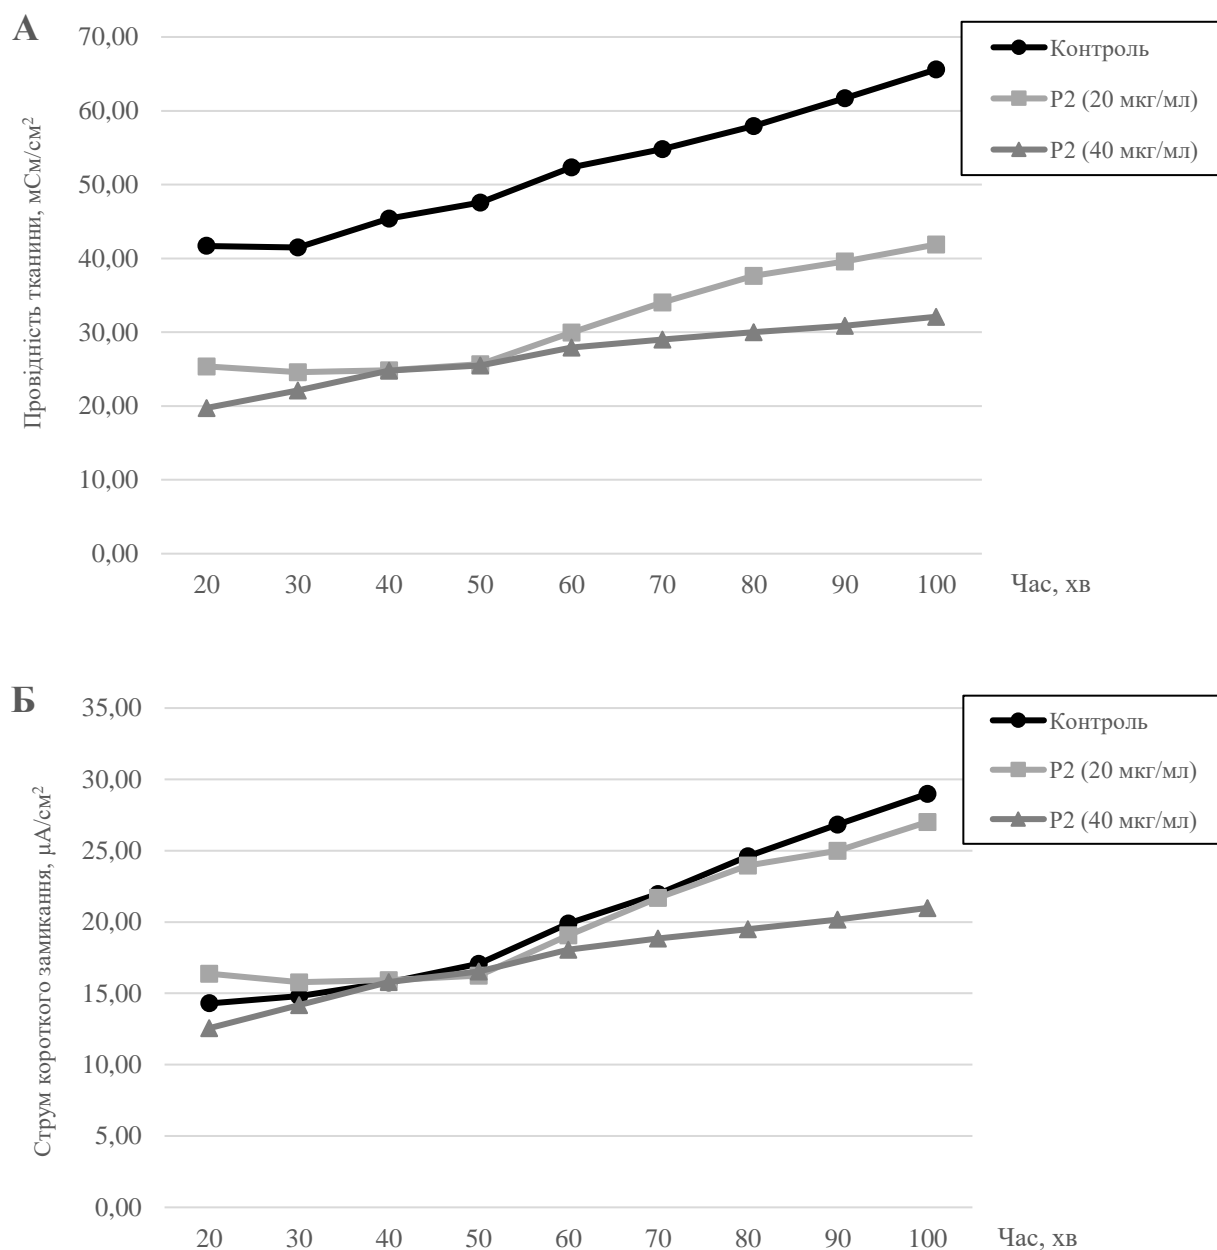 А
70,00
60,00
50,00
40,00
30,00
20,00
10,00
0,00
Провідність тканини, мСм/см²
20 30 40 50 60 70 80 90 100
Час, хв
Контроль
Р2 (20 мкг/мл)
Р2 (40 мкг/мл)
Б
35,00
30,00
25,00
20,00
15,00
10,00
5,00
0,00
Струм короткого замикання, µА/см²
20 30 40 50 60 70 80 90 100
Час, хв
Контроль
Р2 (20 мкг/мл)
Р2 (40 мкг/мл)